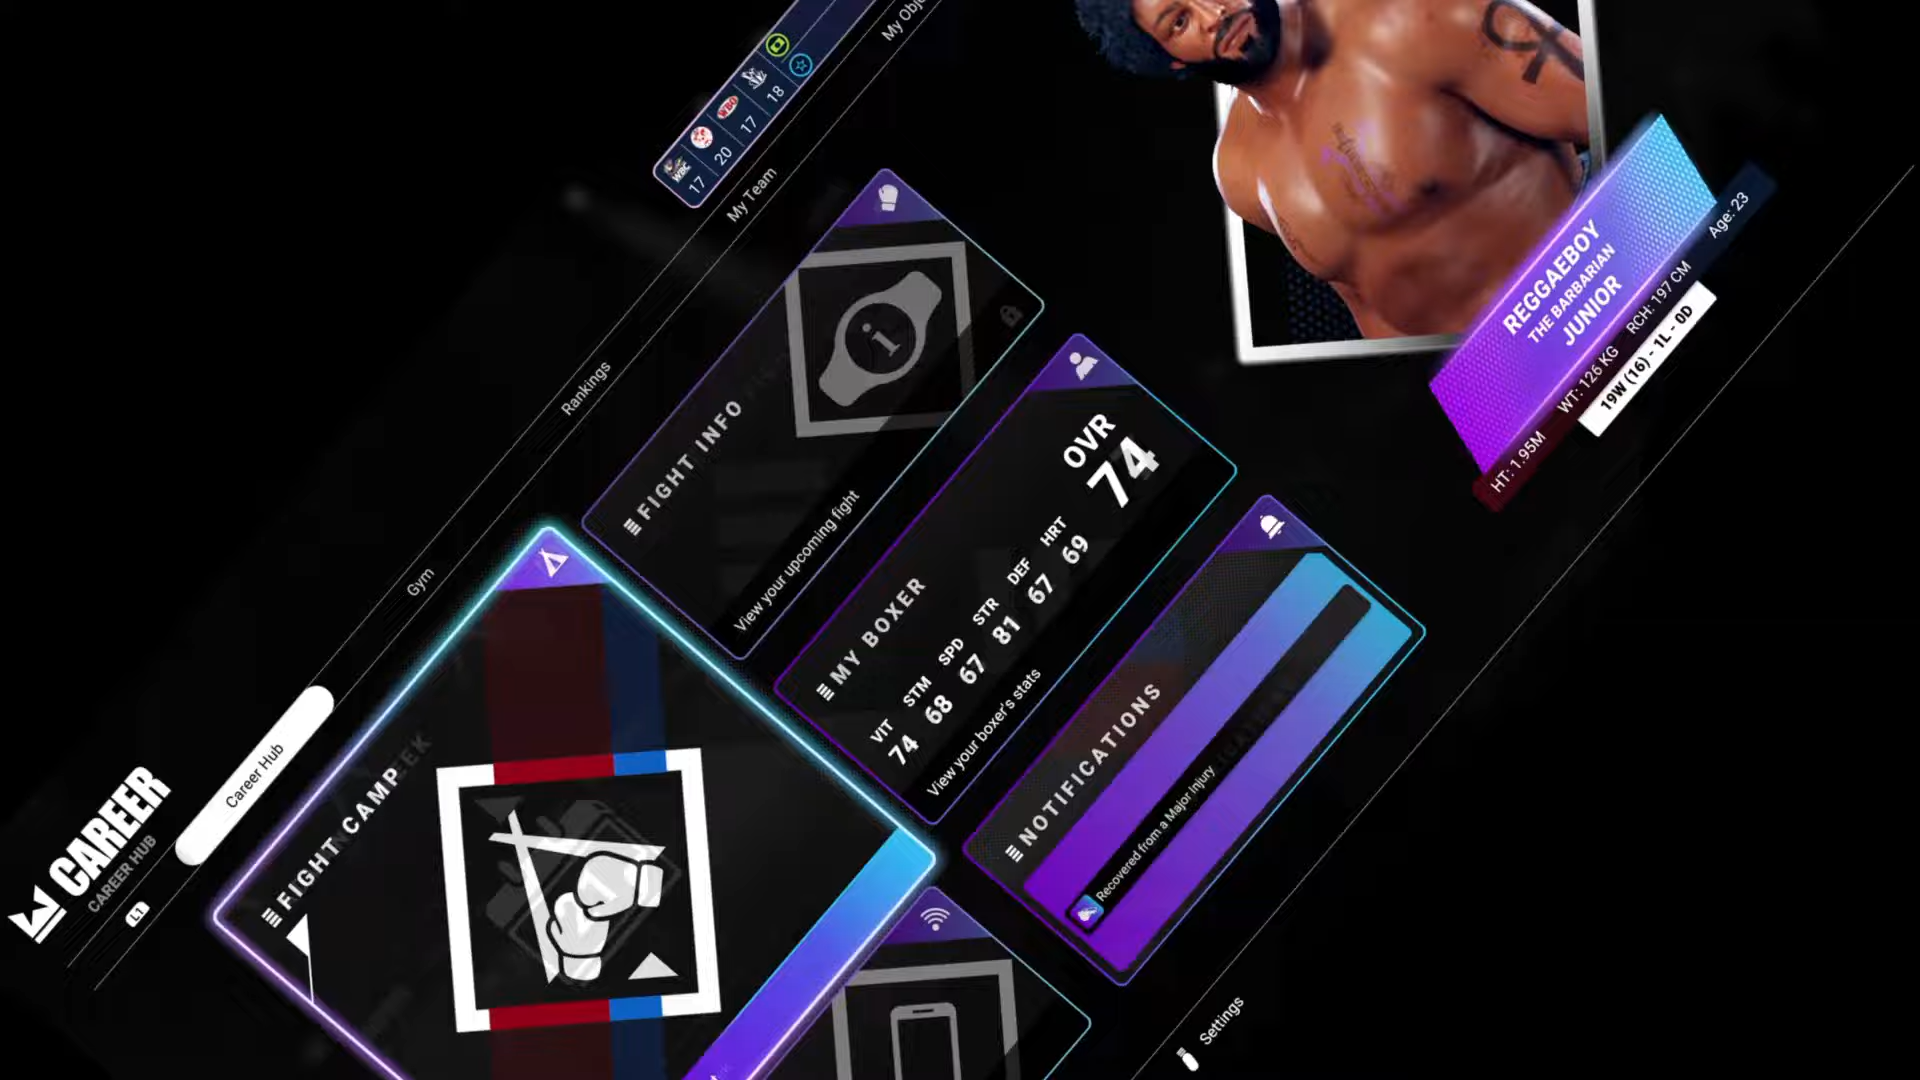 CAREER
CAREER HUB
L1
Career Hub
Gym
Rankings
My Team
WBC
17
20
WBO
17
18
FIGHT CAMP
FIGHT INFO
View your upcoming fight
MY BOXER
VIT STM SPD STR DEF HRT
74 68 67 81 67 69
OVR
74
View your boxer's stats
NOTIFICATIONS
Recovered from a Major injury
REGGAEBOY
THE BARBARIAN
JUNIOR
HT: 1.95M WT: 126 KG RCH: 197 CM Age: 23
19W (16) - 1L - 0D
Settings